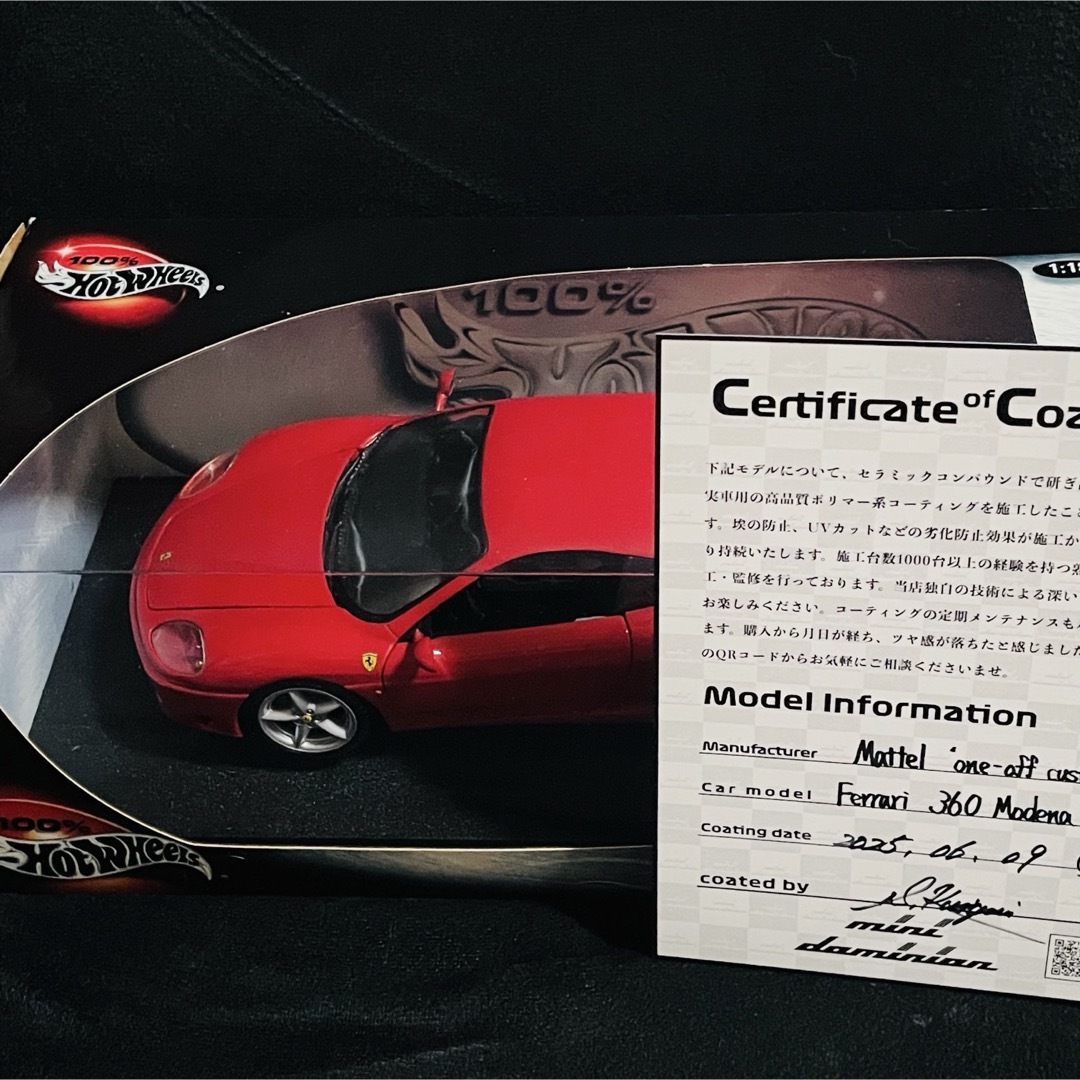 100%
HOT WHEELS
100%
1:18
Certificate of Coa
下記モデルについて、セラミックコンパウンドで研ぎ
実車用の高品質ポリマー系コーティングを施工したこ
す。埃の防止、UVカットなどの劣化防止効果が施工か
り持続いたします。施工台数1000台以上の経験を持つ
工・監修を行っております。当店独自の技術による深い
お楽しみください。コーティングの定期メンテナンスも
ます。購入から月日が経ち、ツヤ感が落ちたと感じました
のQRコードからお気軽にご相談くださいませ。
Model Information
Manufacturer Mattel 'one-off cus
Car model Ferrari 360 Modena
Coating date 2025. 06. 09
coated by
mini
daminian
100%
HOT WHEELS